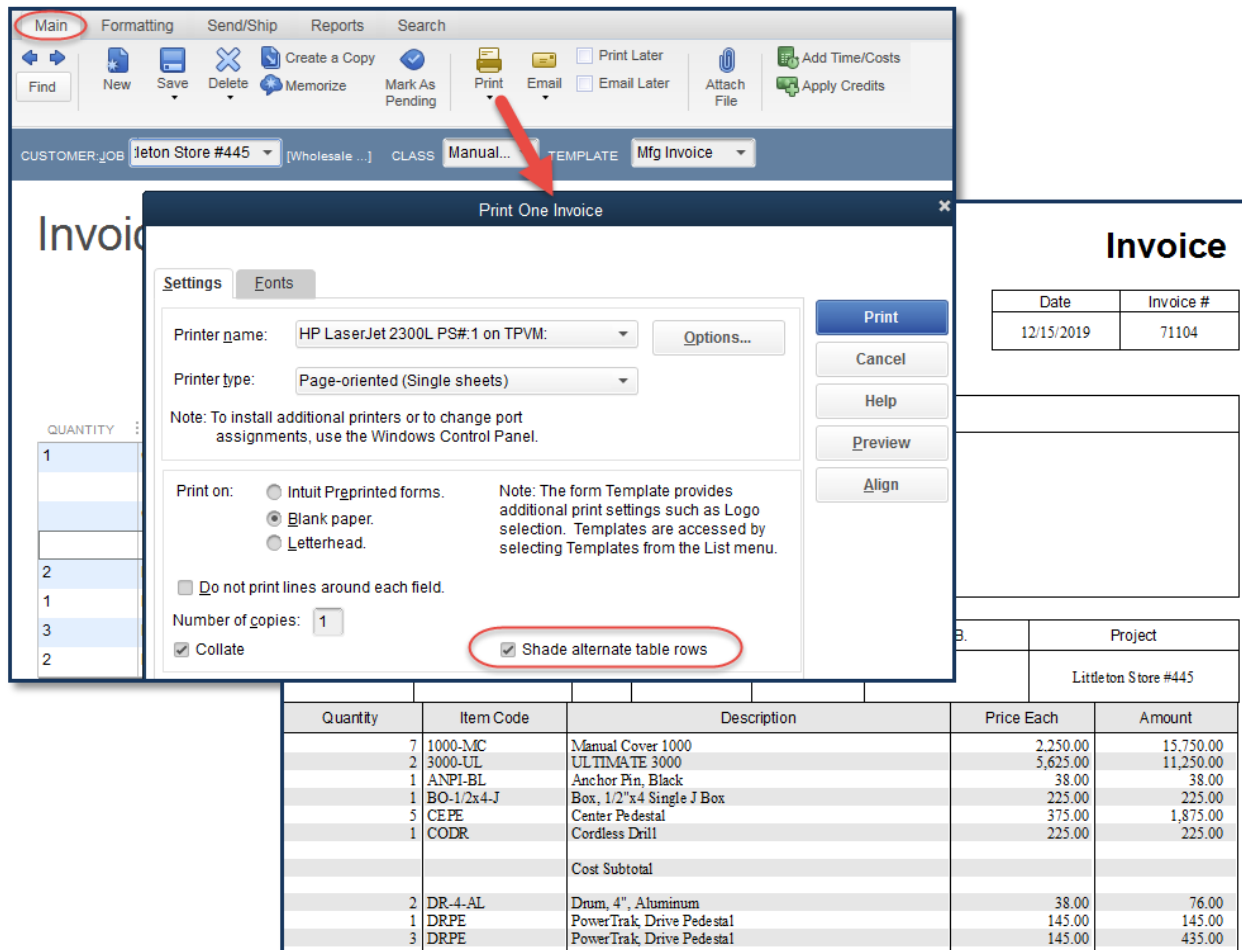 Main Formatting Send/Ship Reports Search
Find New Save Delete Create a Copy Memorize Mark As Pending Print Email Print Later Email Later Attach File Add Time/Costs Apply Credits
CUSTOMER:JOB :leton Store #445 [Wholesale ...] CLASS Manual... TEMPLATE Mfg Invoice
Print One Invoice
Settings Fonts
Printer name: HP LaserJet 2300L PS#:1 on TPVM: Options...
Printer type: Page-oriented (Single sheets)
Note: To install additional printers or to change port
assignments, use the Windows Control Panel.
Print on: Intuit Preprinted forms.
Blank paper.
Letterhead.
Note: The form Template provides
additional print settings such as Logo
selection. Templates are accessed by
selecting Templates from the List menu.
Do not print lines around each field.
Number of copies: 1
Collate Shade alternate table rows
Print
Cancel
Help
Preview
Align
QUANTITY
1
2
1
3
2
Invoice
Date Invoice #
12/15/2019 71104
B. Project
Littleton Store #445
Quantity Item Code Description Price Each Amount
7 1000-MC Manual Cover 1000 2,250.00 15,750.00
2 3000-UL ULTIMATE 3000 5,625.00 11,250.00
1 ANPI-BL Anchor Pin, Black 38.00 38.00
1 BO-1/2x4-J Box, 1/2"x4 Single J Box 225.00 225.00
5 CEPE Center Pedestal 375.00 1,875.00
1 CODR Cordless Drill 225.00 225.00
Cost Subtotal
2 DR-4-AL Drum, 4", Aluminum 38.00 76.00
1 DRPE PowerTrak, Drive Pedestal 145.00 145.00
3 DRPE PowerTrak, Drive Pedestal 145.00 435.00